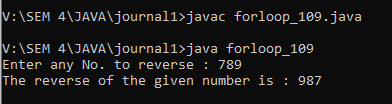 V:\SEM 4\JAVA\journal1>javac forloop_109.java
V:\SEM 4\JAVA\journal1>java forloop_109
Enter any No. to reverse : 789
The reverse of the given number is : 987